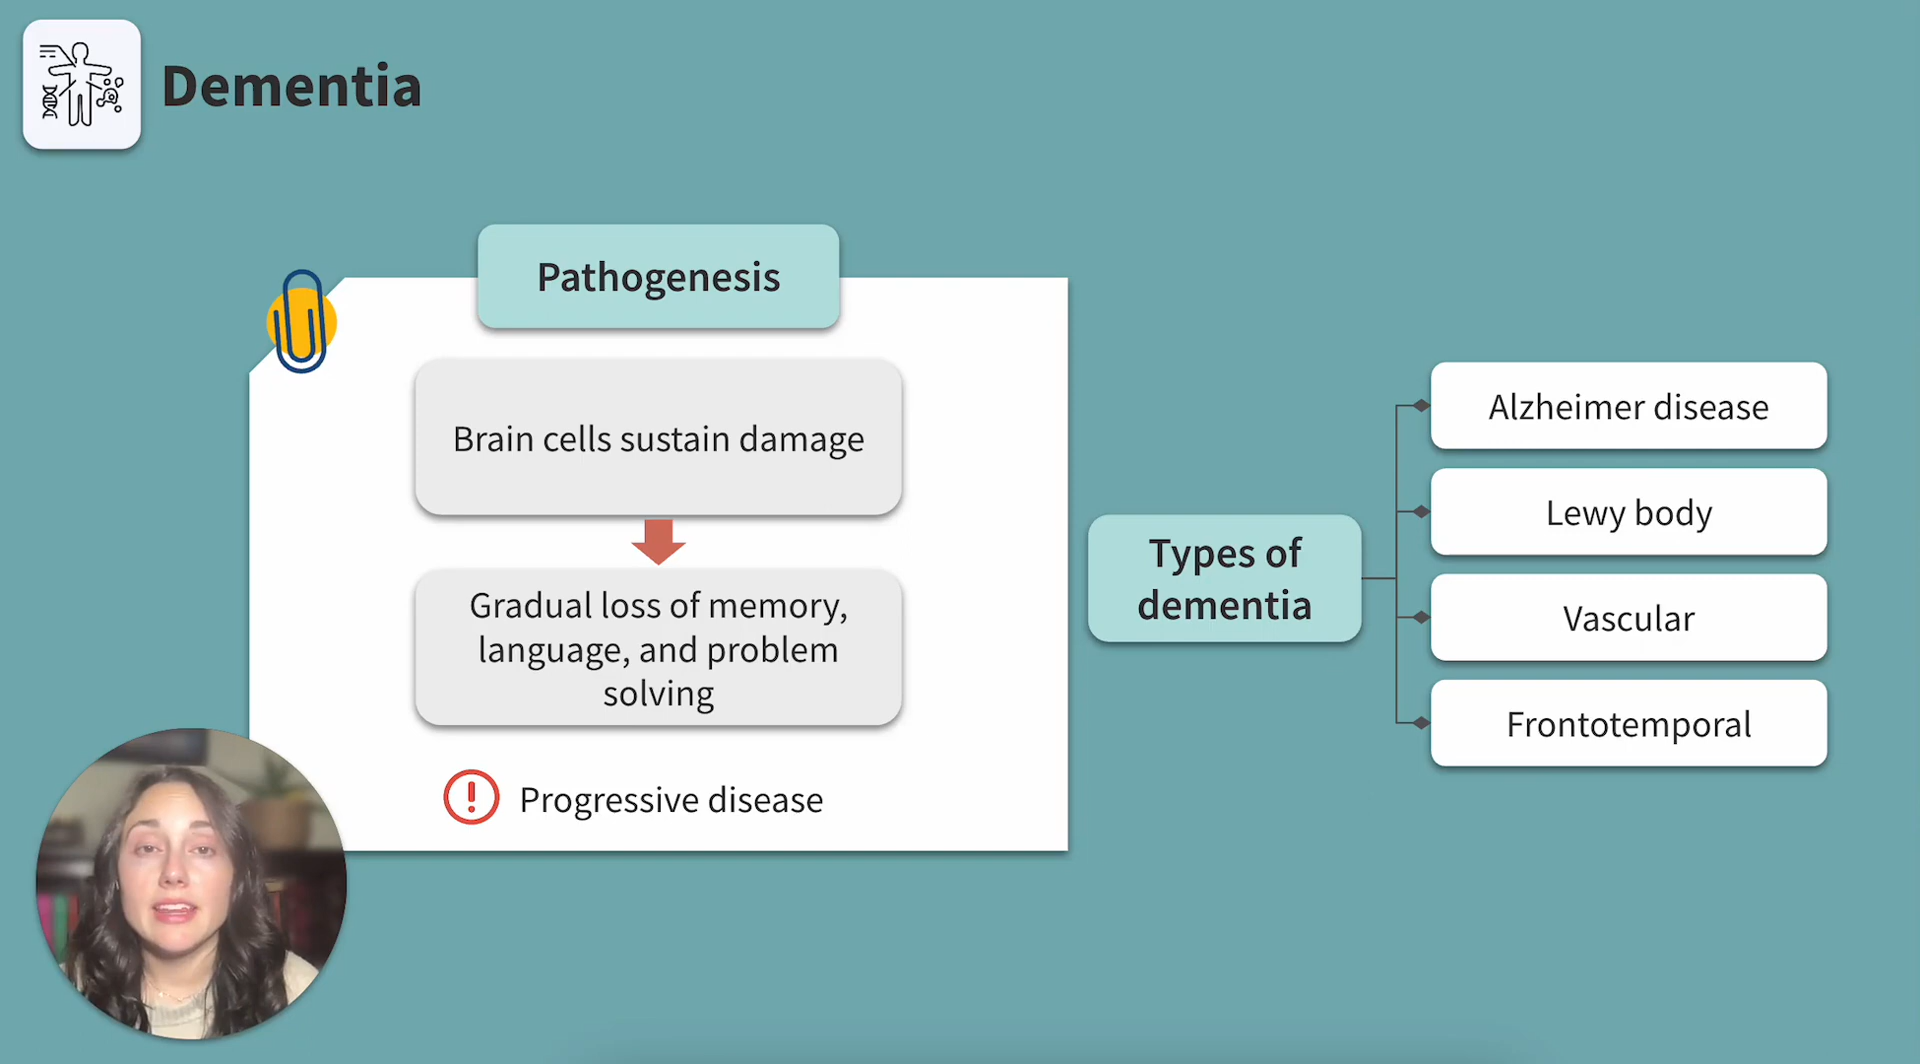 Dementia
Pathogenesis
Brain cells sustain damage
Gradual loss of memory,
language, and problem
solving
Progressive disease
Types of
dementia
Alzheimer disease
Lewy body
Vascular
Frontotemporal